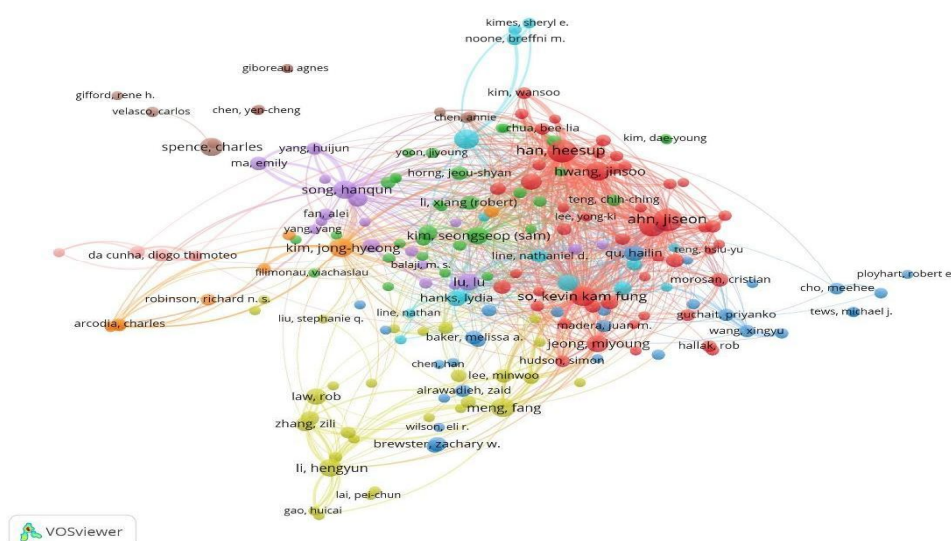 kimes, sheryl e.
noone, breffni m.
giboreau, agnes
gifford, rene h.
velasco, carlos
chen, yen-cheng
kim, wansoo
chen, annie
chua, bee-lia
kim, dae-young
spence, charles
yang, huijun
yoon, jiyoung
han, heesup
ma, emily
horng, jeou-shyan
hwang, jinsoo
song, hanqun
li, xiang (robert)
teng, chih-ching
fan, alei
lee, yong-ki
ahn, jiseon
yang, yang
kim, seongseop (sam)
kim, jong-hyeong
da cunha, diogo thimoteo
balaji, m. s.
line, nathaniel d.
qu, hailin
teng, hsiu-yu
filimonau, viachaslau
lu, lu
morosan, cristian
ployhart, robert e
cho, meehee
robinson, richard n. s.
hanks, lydia
so, kevin kam fung
tews, michael j.
arcodia, charles
liu, stephanie q.
line, nathan
guchait, priyanko
madera, juan m.
wang, xingyu
baker, melissa a.
jeong, miyoung
hallak, rob
chen, han
hudson, simon
lee, minwoo
law, rob
alrawadieh, zaid
meng, fang
zhang, zili
wilson, eli r.
brewster, zachary w.
li, hengyun
lai, pei-chun
gao, huicai
VOSviewer